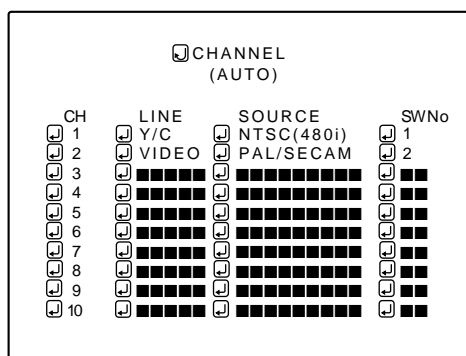 CHANNEL
(AUTO)
CH LINE SOURCE SWNo
1 Y/C NTSC(480i) 1
2 VIDEO PAL/SECAM 2
3 ■■■■■ ■■■■■■■■■■ ■■
4 ■■■■■ ■■■■■■■■■■ ■■
5 ■■■■■ ■■■■■■■■■■ ■■
6 ■■■■■ ■■■■■■■■■■ ■■
7 ■■■■■ ■■■■■■■■■■ ■■
8 ■■■■■ ■■■■■■■■■■ ■■
9 ■■■■■ ■■■■■■■■■■ ■■
10 ■■■■■ ■■■■■■■■■■ ■■